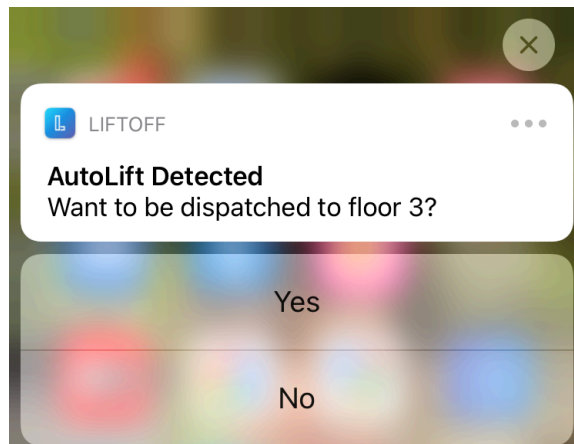 LIFTOFF
AutoLift Detected
Want to be dispatched to floor 3?
Yes
No